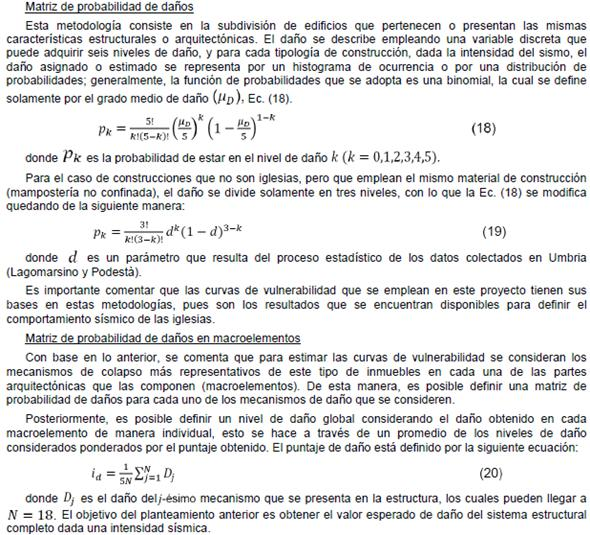 Matriz de probabilidad de daños
Esta metodología consiste en la subdivisión de edificios que pertenecen o presentan las mismas
características estructurales o arquitectónicas. El daño se describe empleando una variable discreta que
puede adquirir seis niveles de daño, y para cada tipología de construcción, dada la intensidad del sismo, el
daño asignado o estimado se representa por un histograma de ocurrencia o por una distribución de
probabilidades; generalmente, la función de probabilidades que se adopta es una binomial, la cual se define
solamente por el grado medio de daño (μ_D), Ec. (18).
p_k = 5!/(k!(5−k)!) (μ_D/5)^k (1 − μ_D/5)^(1−k) (18)
donde p_k es la probabilidad de estar en el nivel de daño k (k = 0,1,2,3,4,5).
Para el caso de construcciones que no son iglesias, pero que emplean el mismo material de construcción
(mampostería no confinada), el daño se divide solamente en tres niveles, con lo que la Ec. (18) se modifica
quedando de la siguiente manera:
p_k = 3!/(k!(3−k)!) d^k (1 − d)^(3−k) (19)
donde d es un parámetro que resulta del proceso estadístico de los datos colectados en Umbria
(Lagomarsino y Podestà).
Es importante comentar que las curvas de vulnerabilidad que se emplean en este proyecto tienen sus
bases en estas metodologías, pues son los resultados que se encuentran disponibles para definir el
comportamiento sísmico de las iglesias.
Matriz de probabilidad de daños en macroelementos
Con base en lo anterior, se comenta que para estimar las curvas de vulnerabilidad se consideran los
mecanismos de colapso más representativos de este tipo de inmuebles en cada una de las partes
arquitectónicas que las componen (macroelementos). De esta manera, es posible definir una matriz de
probabilidad de daños para cada uno de los mecanismos de daño que se consideren.
Posteriormente, es posible definir un nivel de daño global considerando el daño obtenido en cada
macroelemento de manera individual, esto se hace a través de un promedio de los niveles de daño
considerados ponderados por el puntaje obtenido. El puntaje de daño está definido por la siguiente ecuación:
i_d = 1/(5N) Σ_(j=1)^N D_j (20)
donde D_j es el daño del j-ésimo mecanismo que se presenta en la estructura, los cuales pueden llegar a
N = 18. El objetivo del planteamiento anterior es obtener el valor esperado de daño del sistema estructural
completo dada una intensidad sísmica.